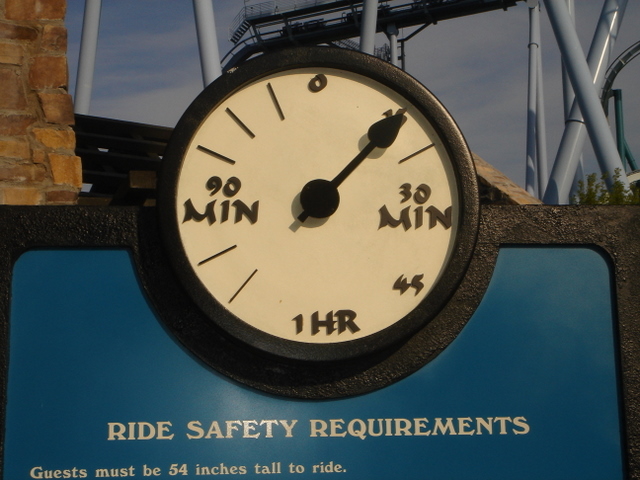 0
90
MIN
30
MIN
45
1 HR
RIDE SAFETY REQUIREMENTS
Guests must be 54 inches tall to ride.